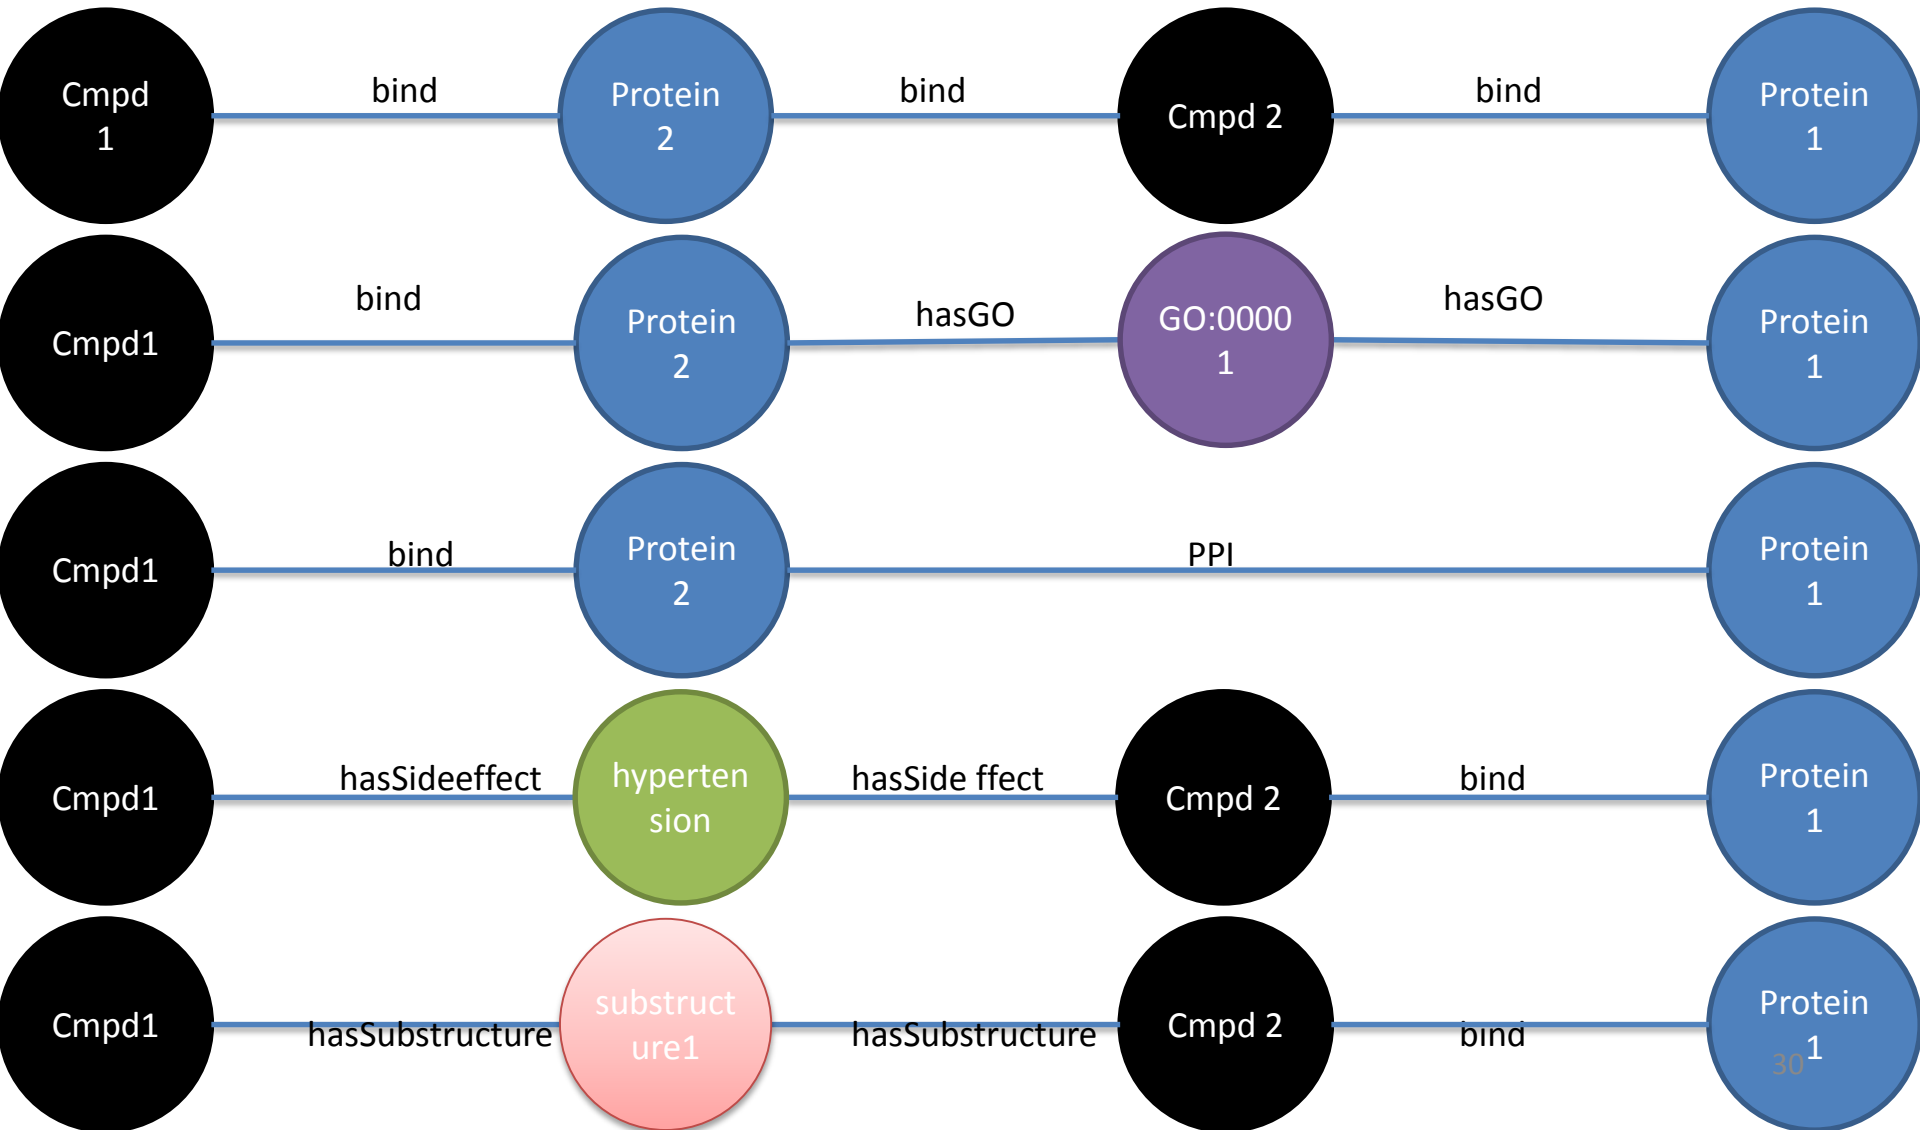 Cmpd
1
bind
Protein
2
bind
Cmpd 2
bind
Protein
1
Cmpd1
bind
Protein
2
hasGO
GO:0000
1
hasGO
Protein
1
Cmpd1
bind
Protein
2
PPI
Protein
1
Cmpd1
hasSideeffect
hyperten
sion
hasSide ffect
Cmpd 2
bind
Protein
1
Cmpd1
hasSubstructure
substruct
ure1
hasSubstructure
Cmpd 2
bind
Protein
1
30